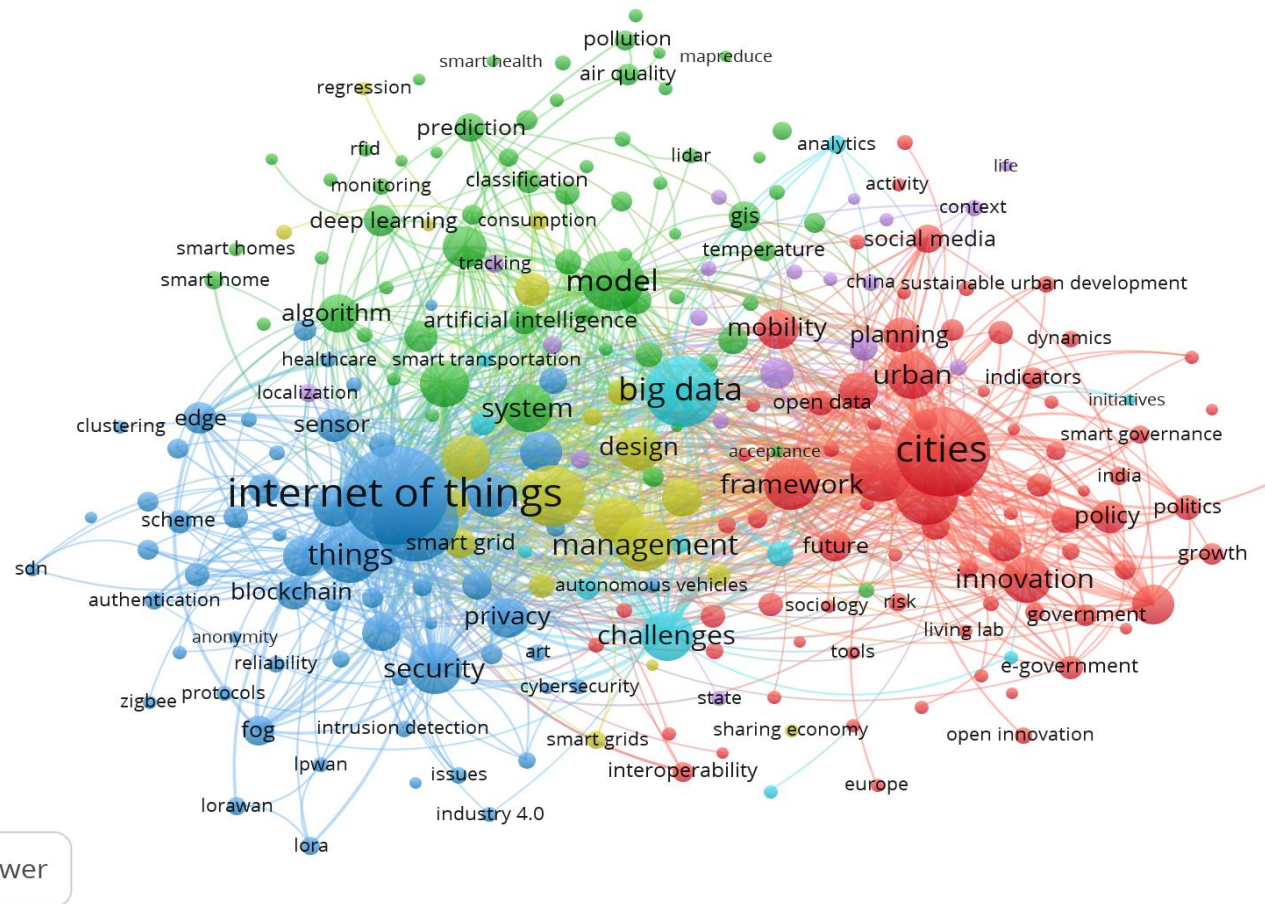 pollution
smart health
mapreduce
air quality
regression
prediction
analytics
rfid
lidar
life
monitoring
classification
activity
context
deep learning
consumption
gis
social media
smart homes
tracking
temperature
smart home
model
china
sustainable urban development
algorithm
artificial intelligence
mobility
planning
dynamics
healthcare
smart transportation
urban
indicators
localization
big data
open data
initiatives
clustering
edge
sensor
system
smart governance
design
acceptance
cities
india
internet of things
framework
politics
scheme
policy
smart grid
management
future
things
growth
sdn
innovation
authentication
blockchain
autonomous vehicles
sociology
risk
government
privacy
living lab
anonymity
challenges
reliability
art
tools
security
e-government
zigbee
protocols
cybersecurity
state
fog
intrusion detection
smart grids
sharing economy
open innovation
lpwan
issues
interoperability
europe
lorawan
industry 4.0
lora
wer